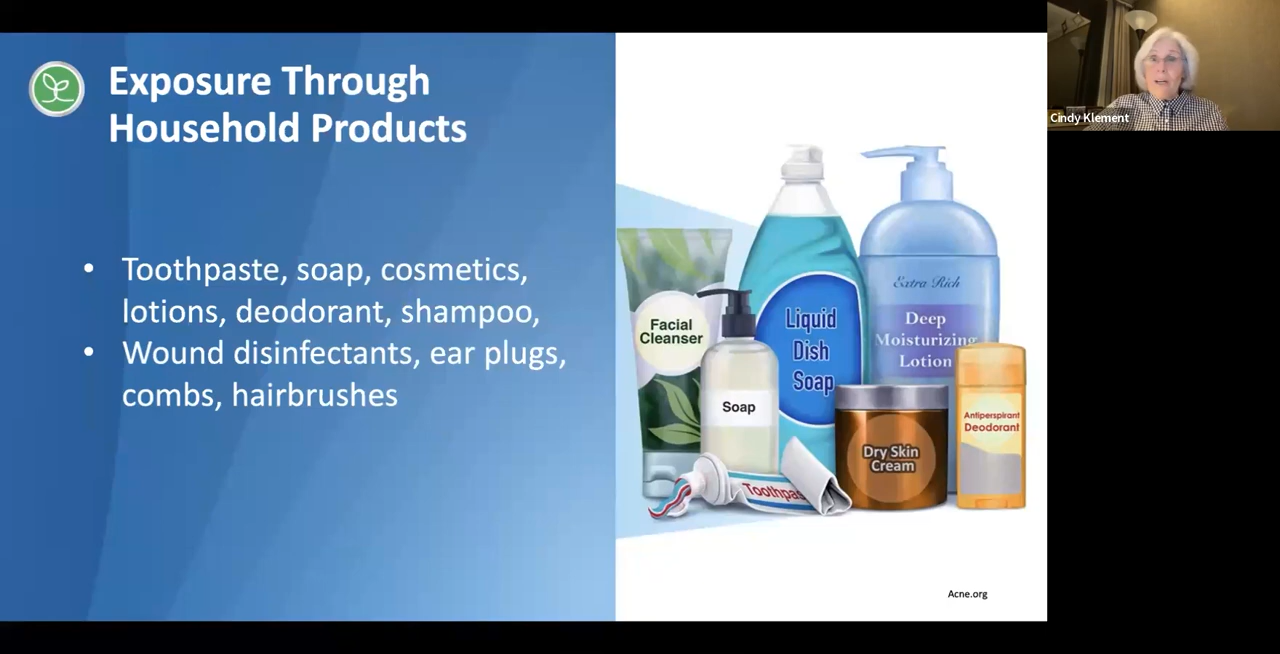 Exposure Through
Household Products
• Toothpaste, soap, cosmetics,
lotions, deodorant, shampoo,
• Wound disinfectants, ear plugs,
combs, hairbrushes
Facial
Cleanser
Soap
Liquid
Dish
Soap
Extra Rich
Deep
Moisturizing
Lotion
Dry Skin
Cream
Antiperspirant
Deodorant
Toothpas
Acne.org
Cindy Klement